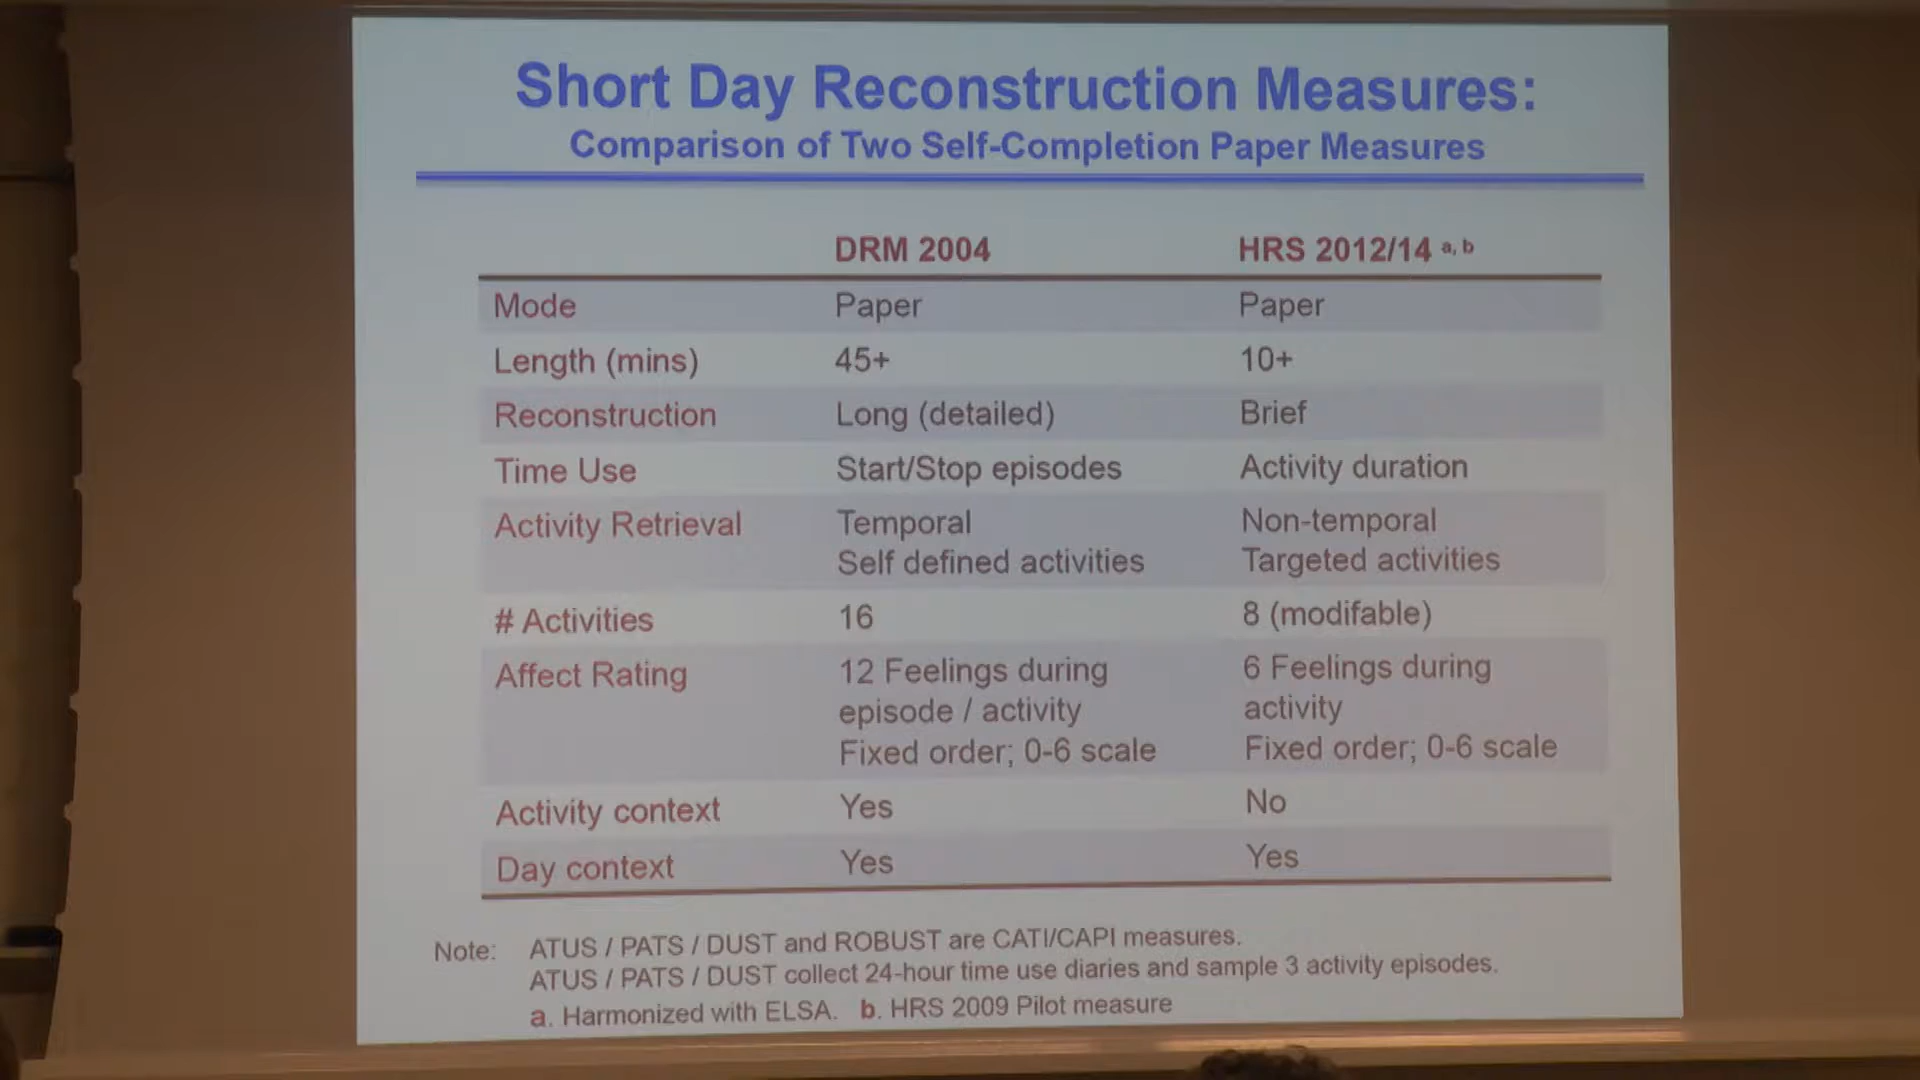 Short Day Reconstruction Measures:
Comparison of Two Self-Completion Paper Measures
DRM 2004 HRS 2012/14 a, b
Mode Paper Paper
Length (mins) 45+ 10+
Reconstruction Long (detailed) Brief
Time Use Start/Stop episodes Activity duration
Activity Retrieval Temporal Non-temporal
Self defined activities Targeted activities
# Activities 16 8 (modifable)
Affect Rating 12 Feelings during 6 Feelings during
episode / activity activity
Fixed order; 0-6 scale Fixed order; 0-6 scale
Activity context Yes No
Day context Yes Yes
Note: ATUS / PATS / DUST and ROBUST are CATI/CAPI measures.
ATUS / PATS / DUST collect 24-hour time use diaries and sample 3 activity episodes.
a. Harmonized with ELSA. b. HRS 2009 Pilot measure